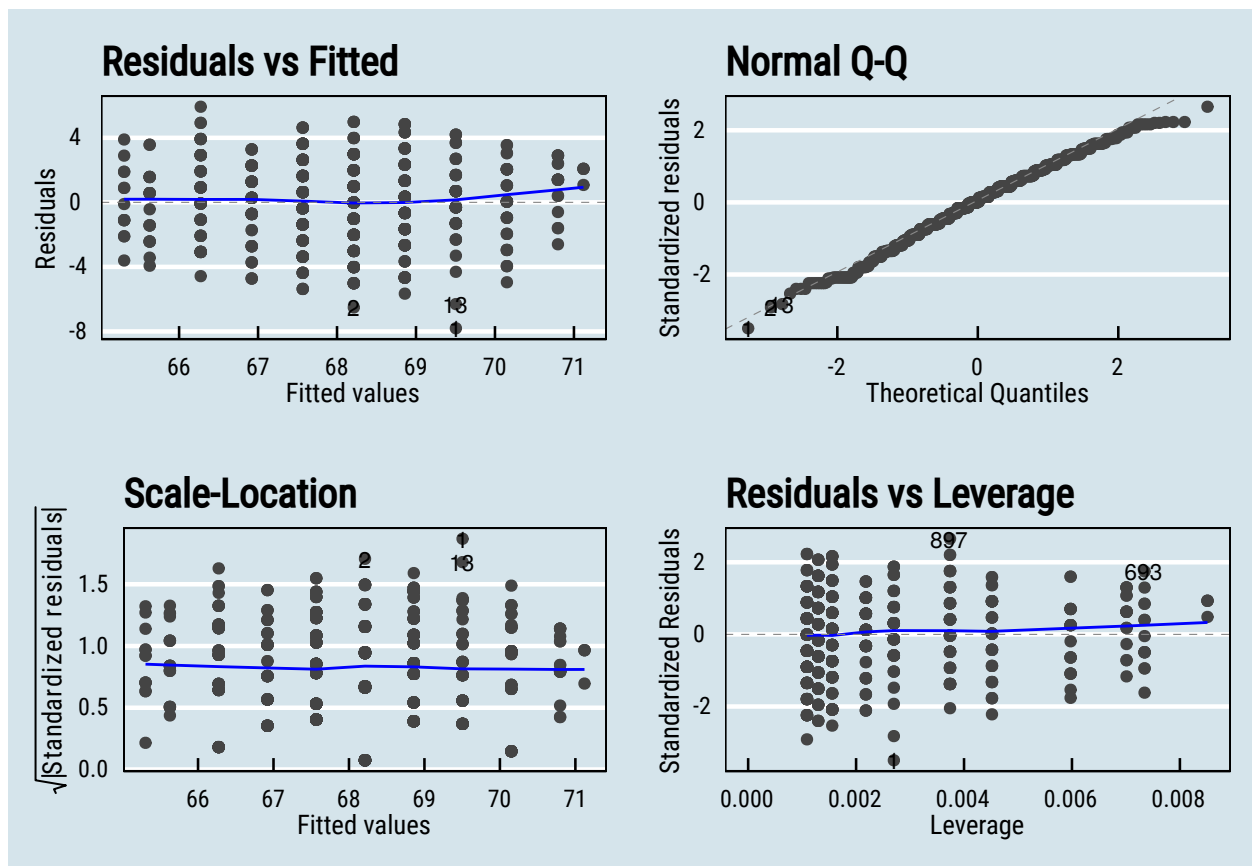 Residuals vs Fitted
Residuals
4
0
-4
-8
2
13
1
66 67 68 69 70 71
Fitted values
Normal Q-Q
Standardized residuals
2
0
-2
13
2
1
-2 0 2
Theoretical Quantiles
Scale-Location
√|Standardized residuals|
1.5
1.0
0.5
0.0
1
2
13
66 67 68 69 70 71
Fitted values
Residuals vs Leverage
Standardized Residuals
2
0
-2
897
693
1
0.000 0.002 0.004 0.006 0.008
Leverage